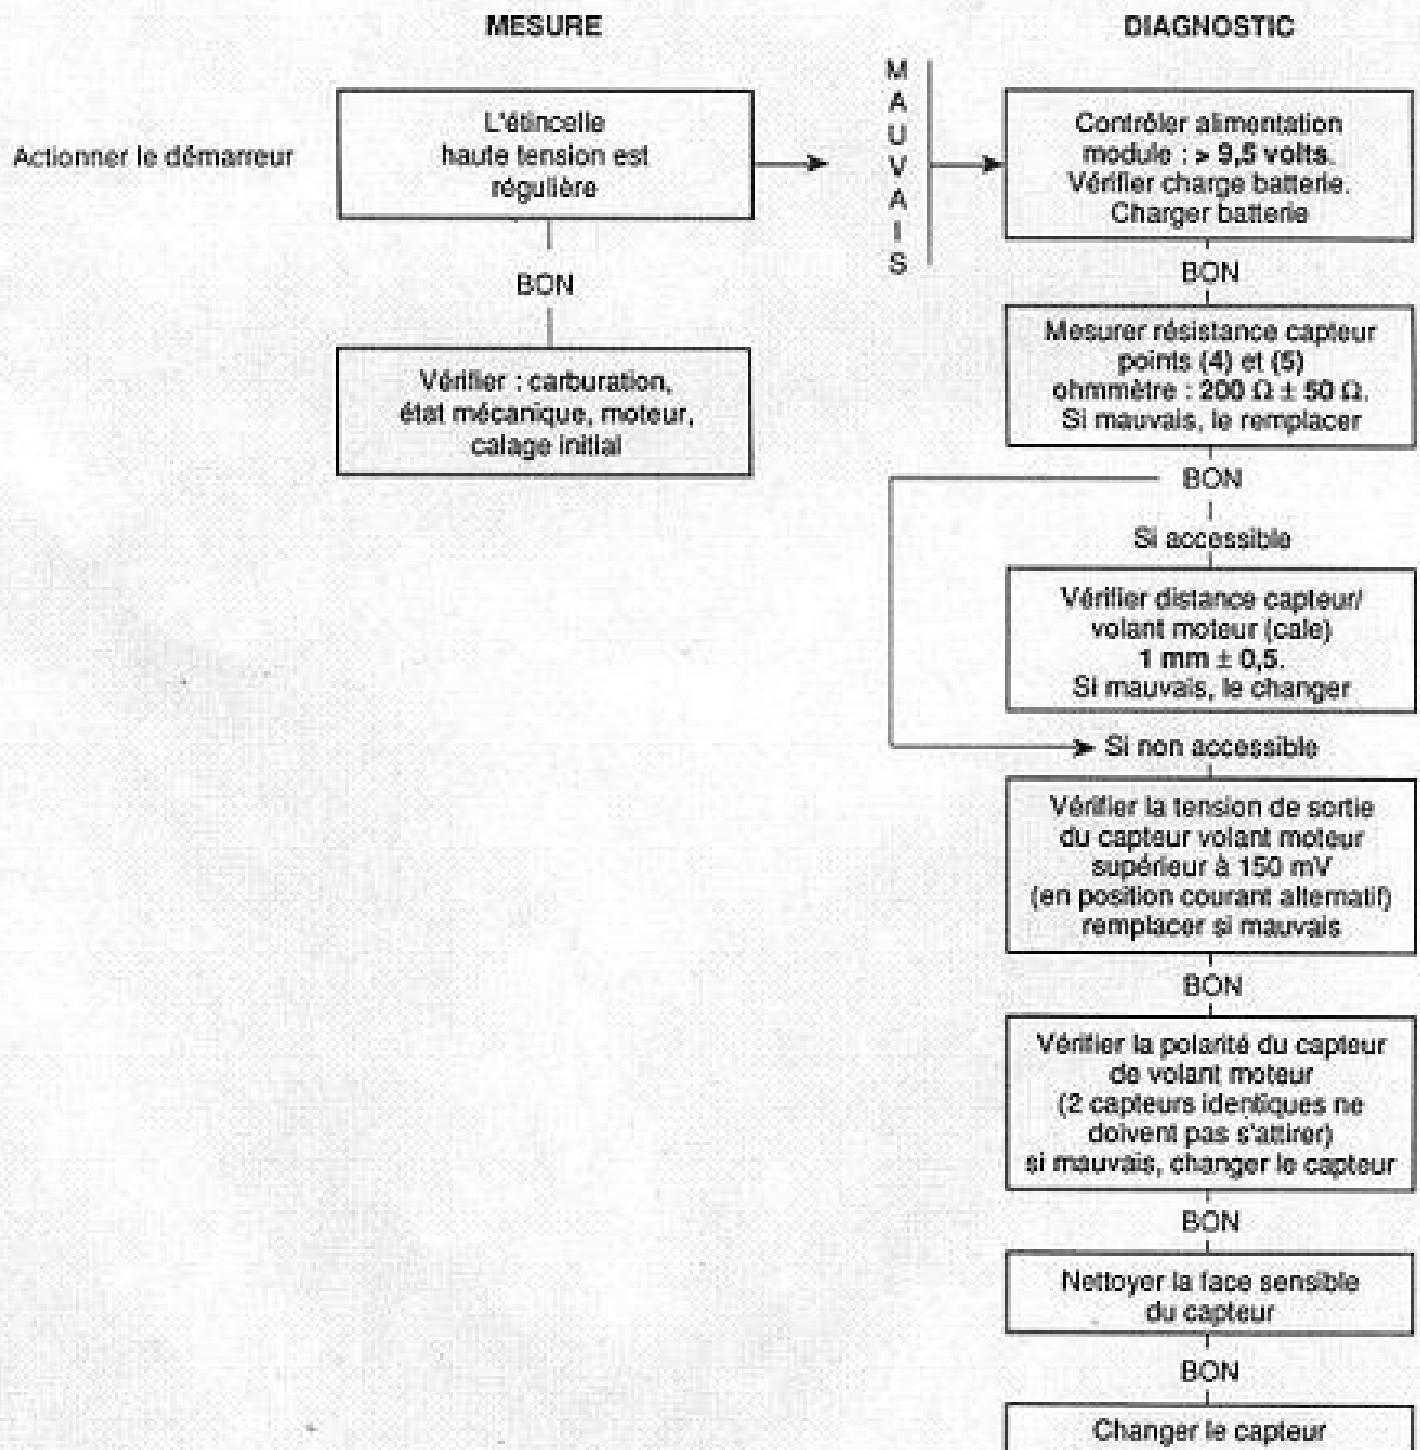 MESURE
DIAGNOSTIC
Actionner le démarreur
L'étincelle
haute tension est
régulière
MAUVAIS
Contrôler alimentation
module : > 9,5 volts.
Vérifier charge batterie.
Charger batterie
BON
Vérifier : carburation,
état mécanique, moteur,
calage initial
BON
Mesurer résistance capteur
points (4) et (5)
ohmmètre : 200 Ω ± 50 Ω.
Si mauvais, le remplacer
BON
Si accessible
Vérifier distance capteur/
volant moteur (cale)
1 mm ± 0,5.
Si mauvais, le changer
Si non accessible
Vérifier la tension de sortie
du capteur volant moteur
supérieur à 150 mV
(en position courant alternatif)
remplacer si mauvais
BON
Vérifier la polarité du capteur
de volant moteur
(2 capteurs identiques ne
doivent pas s'attirer)
si mauvais, changer le capteur
BON
Nettoyer la face sensible
du capteur
BON
Changer le capteur